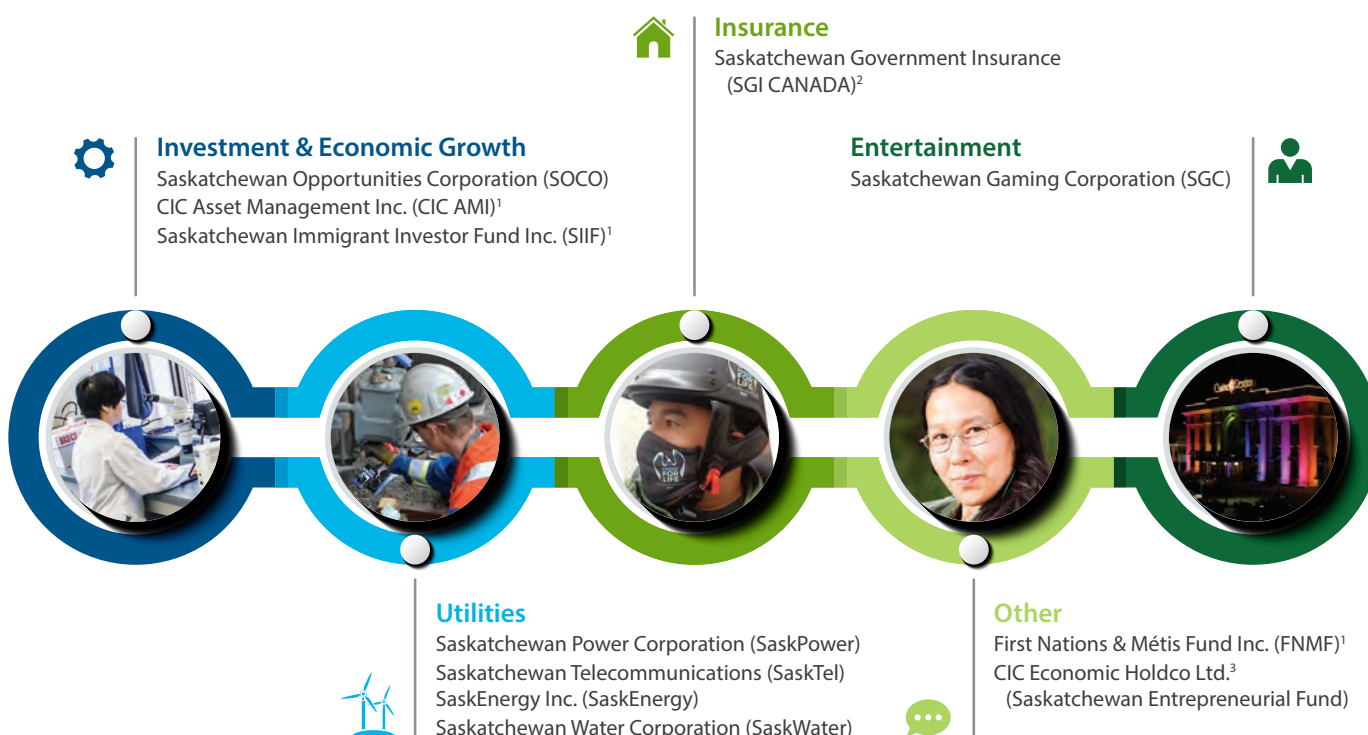 Insurance
Saskatchewan Government Insurance
(SGI CANADA)2
Investment & Economic Growth
Saskatchewan Opportunities Corporation (SOCO)
CIC Asset Management Inc. (CIC AMI)1
Saskatchewan Immigrant Investor Fund Inc. (SIIF)1
Entertainment
Saskatchewan Gaming Corporation (SGC)
BASICS
FOR
LIFE
Utilities
Saskatchewan Power Corporation (SaskPower)
Saskatchewan Telecommunications (SaskTel)
SaskEnergy Inc. (SaskEnergy)
Saskatchewan Water Corporation (SaskWater)
Other
First Nations & Métis Fund Inc. (FNMF)1
CIC Economic Holdco Ltd.3
(Saskatchewan Entrepreneurial Fund)